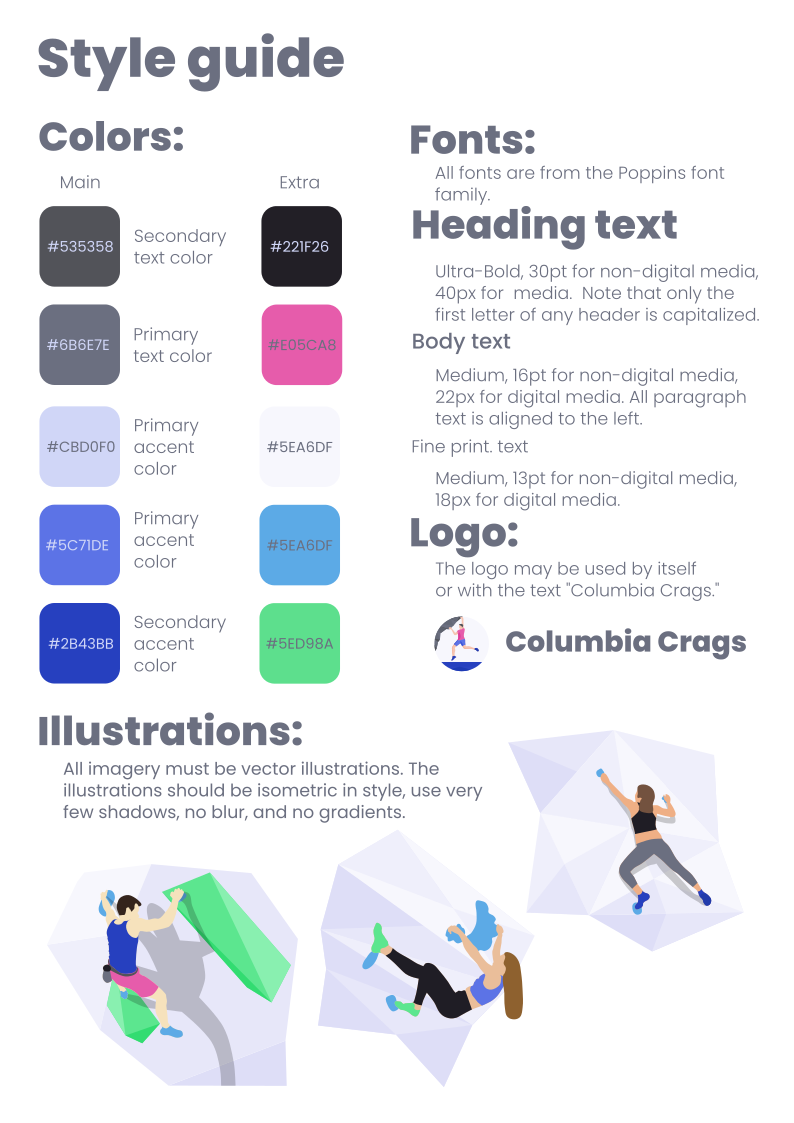 Style guide
Colors:
Main
Extra
#535358
Secondary
text color
#221F26
#6B6E7E
Primary
text color
#E05CA8
#CBD0F0
Primary
accent
color
#5EA6DF
#5C71DE
Primary
accent
color
#5EA6DF
#2B43BB
Secondary
accent
color
#5ED98A
Fonts:
All fonts are from the Poppins font
family.
Heading text
Ultra-Bold, 30pt for non-digital media,
40px for  media.  Note that only the
first letter of any header is capitalized.
Body text
Medium, 16pt for non-digital media,
22px for digital media. All paragraph
text is aligned to the left.
Fine print. text
Medium, 13pt for non-digital media,
18px for digital media.
Logo:
The logo may be used by itself
or with the text "Columbia Crags."
Columbia Crags
Illustrations:
All imagery must be vector illustrations. The
illustrations should be isometric in style, use very
few shadows, no blur, and no gradients.